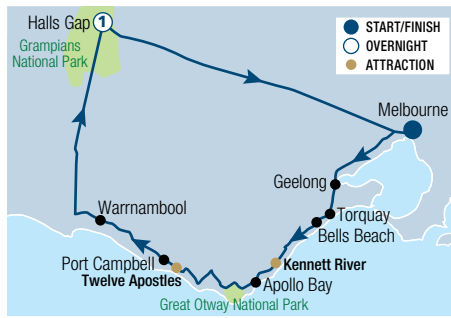 Halls Gap
1
Grampians
National Park
START/FINISH
OVERNIGHT
ATTRACTION
Melbourne
Geelong
Torquay
Bells Beach
Warrnambool
Port Campbell
Twelve Apostles
Kennett River
Apollo Bay
Great Otway National Park